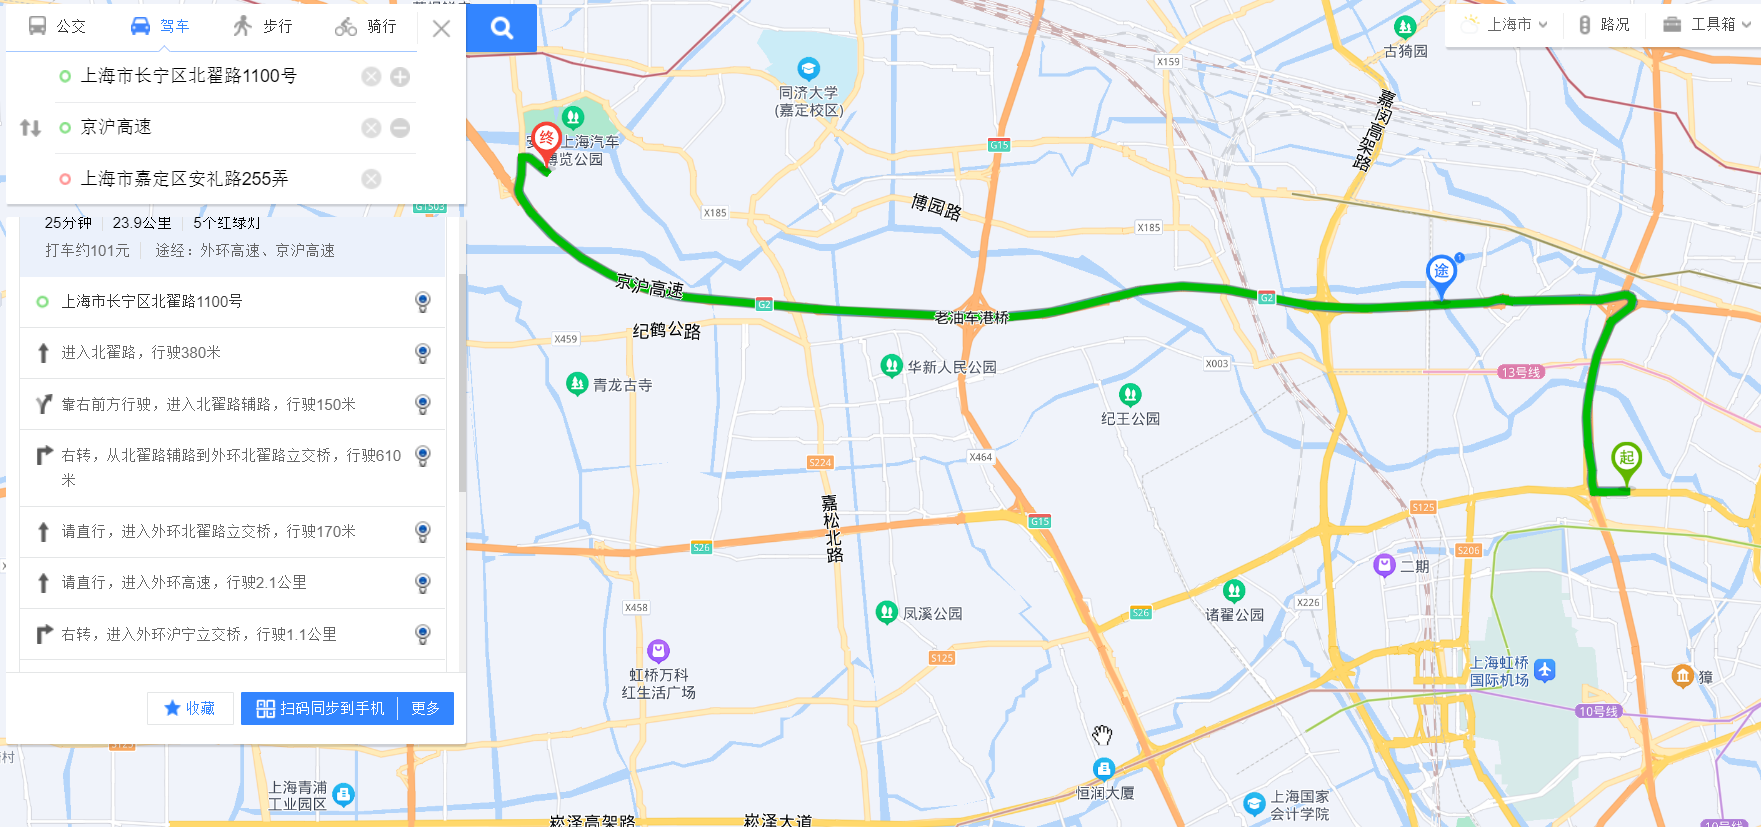 公交
驾车
步行
骑行
上海市长宁区北翟路1100号
京沪高速
上海市嘉定区安礼路255弄
25分钟 23.9公里 5个红绿灯
打车约101元 途经：外环高速、京沪高速
上海市长宁区北翟路1100号
进入北翟路，行驶380米
靠右前方行驶，进入北翟路辅路，行驶150米
右转，从北翟路辅路到外环北翟路立交桥，行驶610
米
请直行，进入外环北翟路立交桥，行驶170米
请直行，进入外环高速，行驶2.1公里
右转，进入外环沪宁立交桥，行驶1.1公里
收藏
扫码同步到手机
更多
上海市
路况
工具箱
古猗园
X159
同济大学
(嘉定校区)
嘉闵高架路
终
上海汽车
博览公园
G15
G1503
X185
博园路
X185
途
1
京沪高速
G2
G2
老油车港桥
纪鹤公路
X459
华新人民公园
X003
13号线
青龙古寺
纪王公园
起
S224
X464
嘉松北路
G15
S125
S26
S206
二期
X458
凤溪公园
S26
诸翟公园
X226
虹桥万科
红生活广场
S125
上海虹桥
国际机场
獐
10号线
恒润大厦
上海国家
会计学院
上海青浦
工业园区
崧泽高架路
崧泽大道
10号线
村